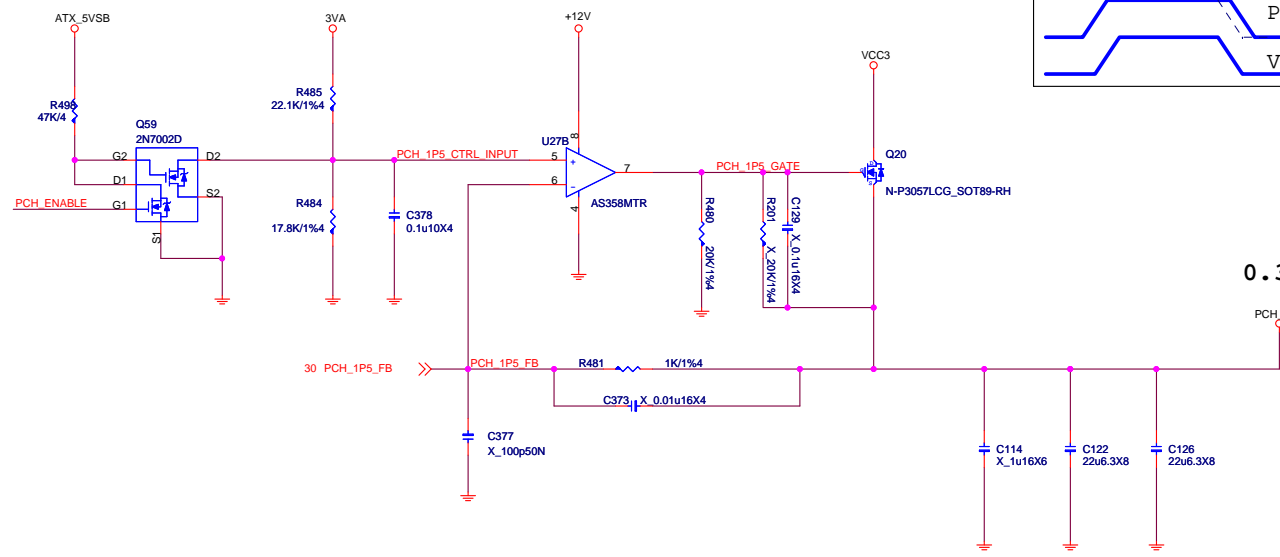 ATX_5VSB
3VA
+12V
P
VCC3
V
R485
22.1K/1%4
R498
47K/4
Q59
2N7002D
U27B
8
G2
D2
PCH_1P5_CTRL_INPUT
5
+
7
PCH_1P5_GATE
Q20
D1
6
-
S2
AS358MTR
N-P3057LCG_SOT89-RH
PCH_ENABLE
G1
4
R484
17.8K/1%4
C378
0.1u10X4
S1
R480
20K/1%4
R201
X_20K/1%4
C129
X_0.1u16X4
0.3
PCH
30 PCH_1P5_FB
PCH_1P5_FB
R481
1K/1%4
C373
X_0.01u16X4
C377
X_100p50N
C114
X_1u16X6
C122
22u6.3X8
C126
22u6.3X8